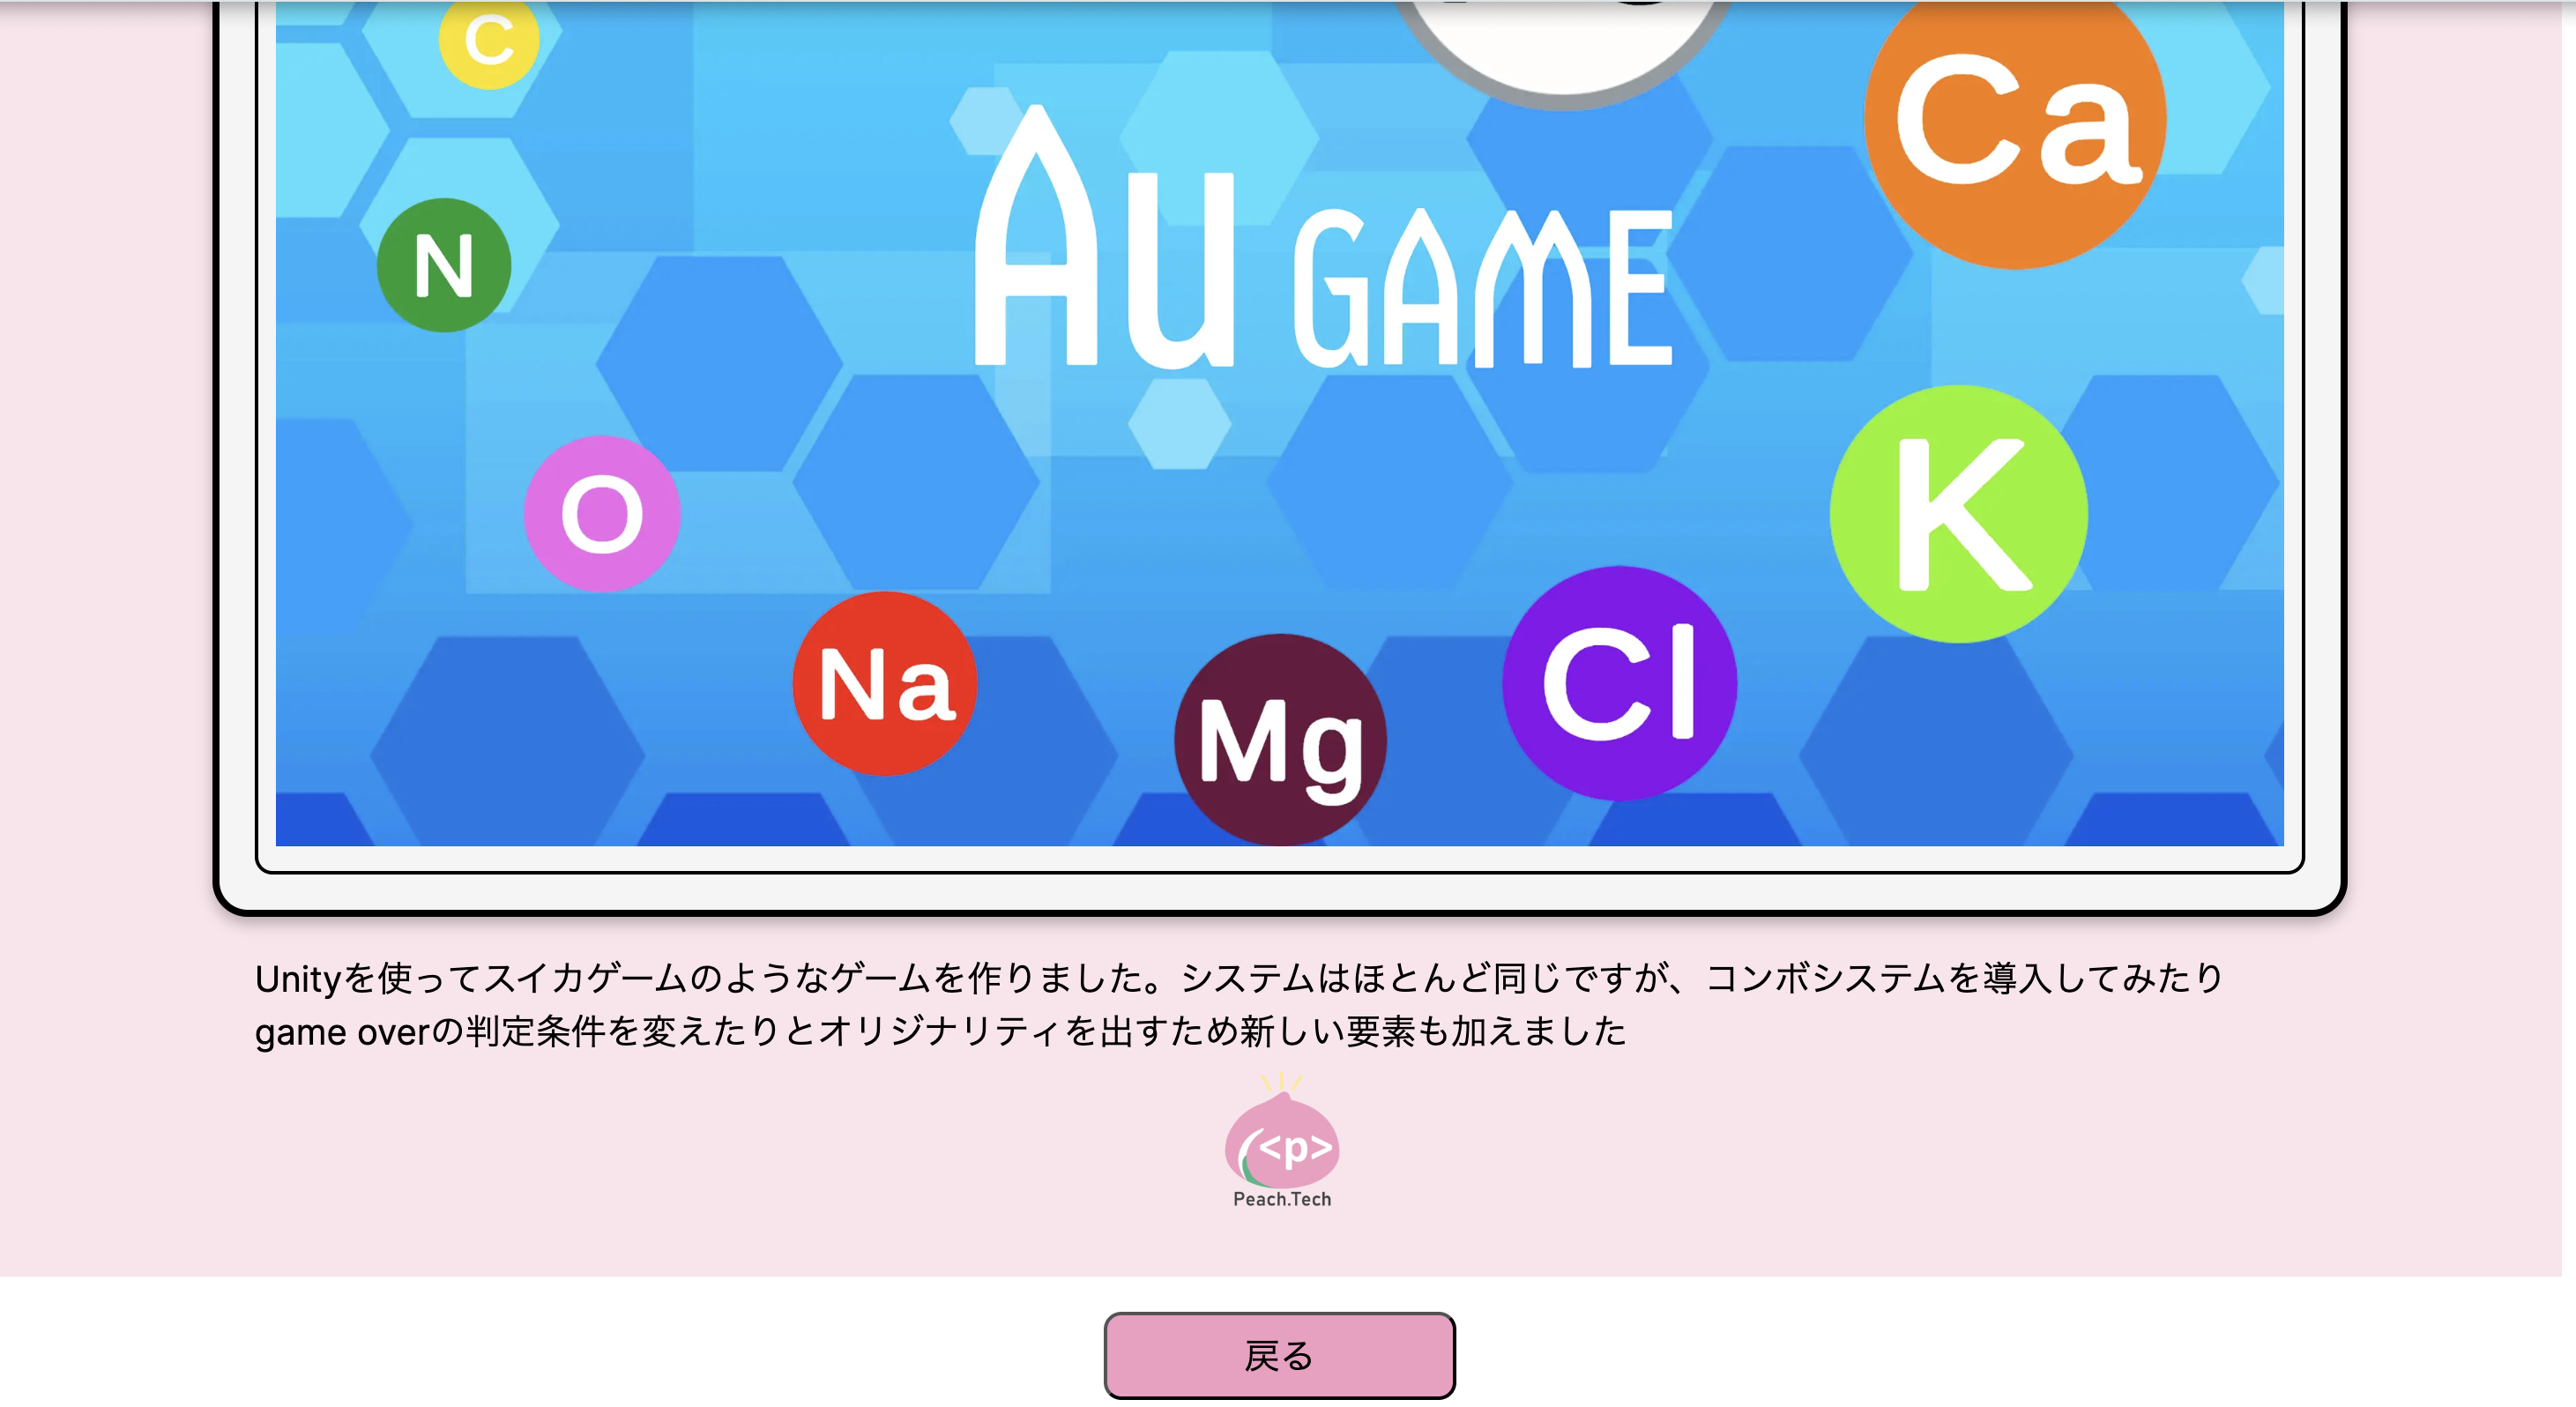 C
Ca
N
Au GAME
O
K
Na
Mg
Cl
Unityを使ってスイカゲームのようなゲームを作りました。システムはほとんど同じですが、コンボシステムを導入してみたり
game overの判定条件を変えたりとオリジナリティを出すため新しい要素も加えました
<p>
Peach.Tech
戻る